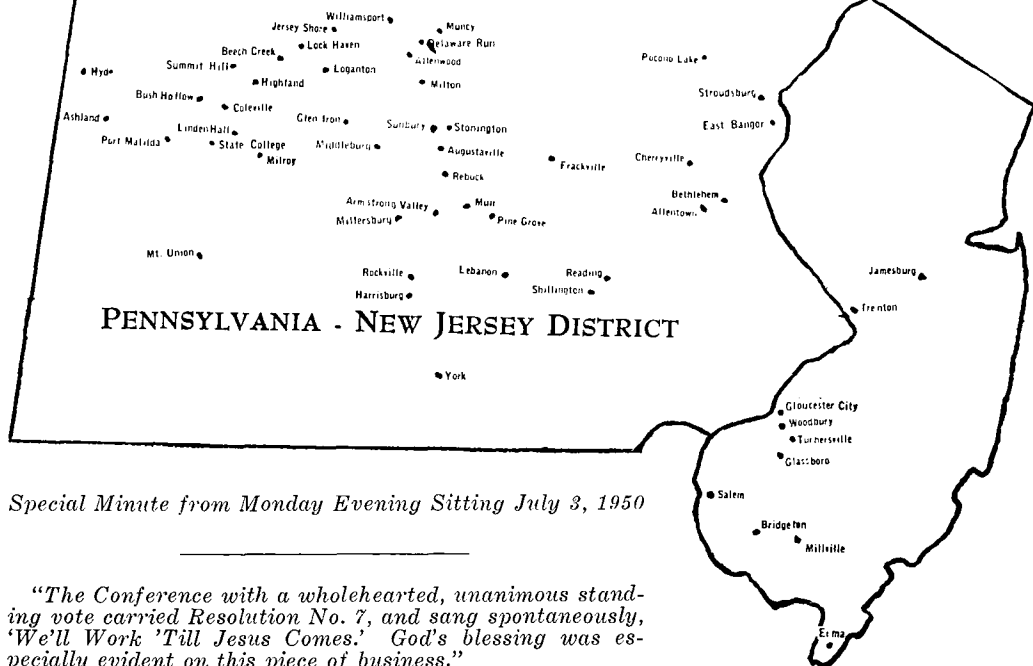 Williamsport
Jersey Shore
Muncy
Lock Haven
Delaware Run
Beech Creek
Allenwood
Pocono Lake
Summit Hill
Loganton
Hyde
Highland
Milton
Stroudsburg
Bush Hollow
Coleville
Ashland
Glen Iron
Sunbury
Stonington
East Bangor
Linden Hall
Port Matilda
State College
Middleburg
Augustaville
Milroy
Frackville
Cherryville
Rebuck
Bethlehem
Armstrong Valley
Muir
Allentown
Millersburg
Pine Grove
Mt. Union
Rockville
Lebanon
Reading
Jamesburg
Harrisburg
Shillington
Trenton
PENNSYLVANIA - NEW JERSEY DISTRICT
York
Gloucester City
Woodbury
Turnersville
Glassboro
Salem
Special Minute from Monday Evening Sitting July 3, 1950
Bridgeton
Millville
"The Conference with a wholehearted, unanimous stand-
ing vote carried Resolution No. 7, and sang spontaneously,
'We'll Work 'Till Jesus Comes.' God's blessing was es-
pecially evident on this piece of business."
Erma